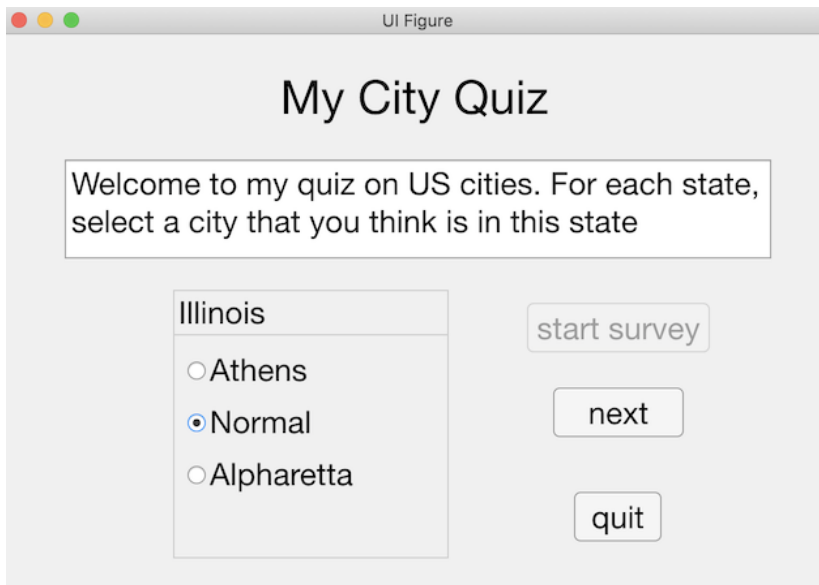 UI Figure
My City Quiz
Welcome to my quiz on US cities. For each state,
select a city that you think is in this state
Illinois
Athens
Normal
Alpharetta
start survey
next
quit